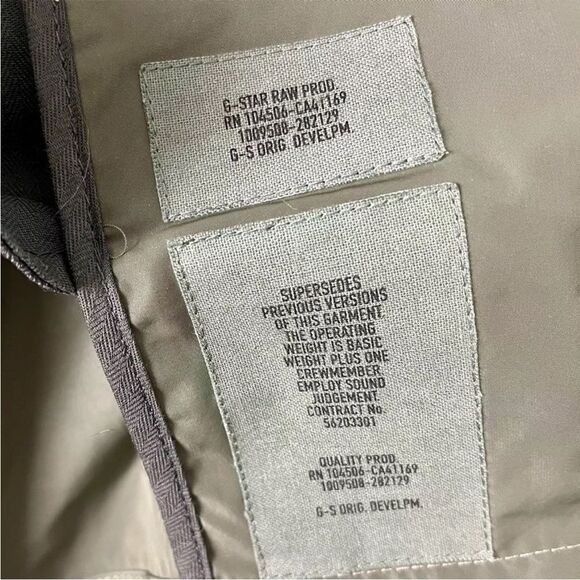 G-STAR RAW PROD.
RN 104506-CA41169
1009508-282129
G-S ORIG. DEVELPM.
SUPERSEDES
PREVIOUS VERSIONS
OF THIS GARMENT.
THE OPERATING
WEIGHT IS BASIC
WEIGHT PLUS ONE
CREWMEMBER.
EMPLOY SOUND
JUDGEMENT.
CONTRACT No.
56203301
QUALITY PROD.
RN 104506-CA41169
1009508-282129
G-S ORIG. DEVELPM.